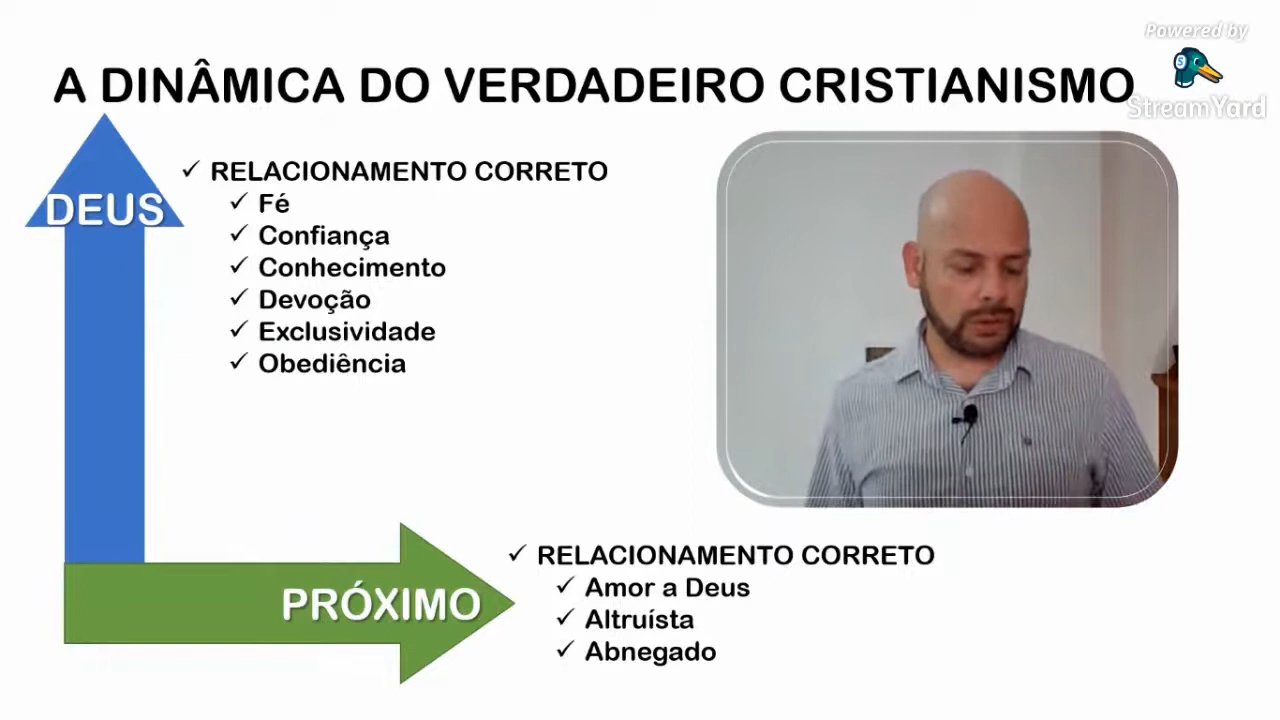 Powered by
StreamYard
A DINÂMICA DO VERDADEIRO CRISTIANISMO
DEUS
✓ RELACIONAMENTO CORRETO
✓ Fé
✓ Confiança
✓ Conhecimento
✓ Devoção
✓ Exclusividade
✓ Obediência
PRÓXIMO
✓ RELACIONAMENTO CORRETO
✓ Amor a Deus
✓ Altruísta
✓ Abnegado